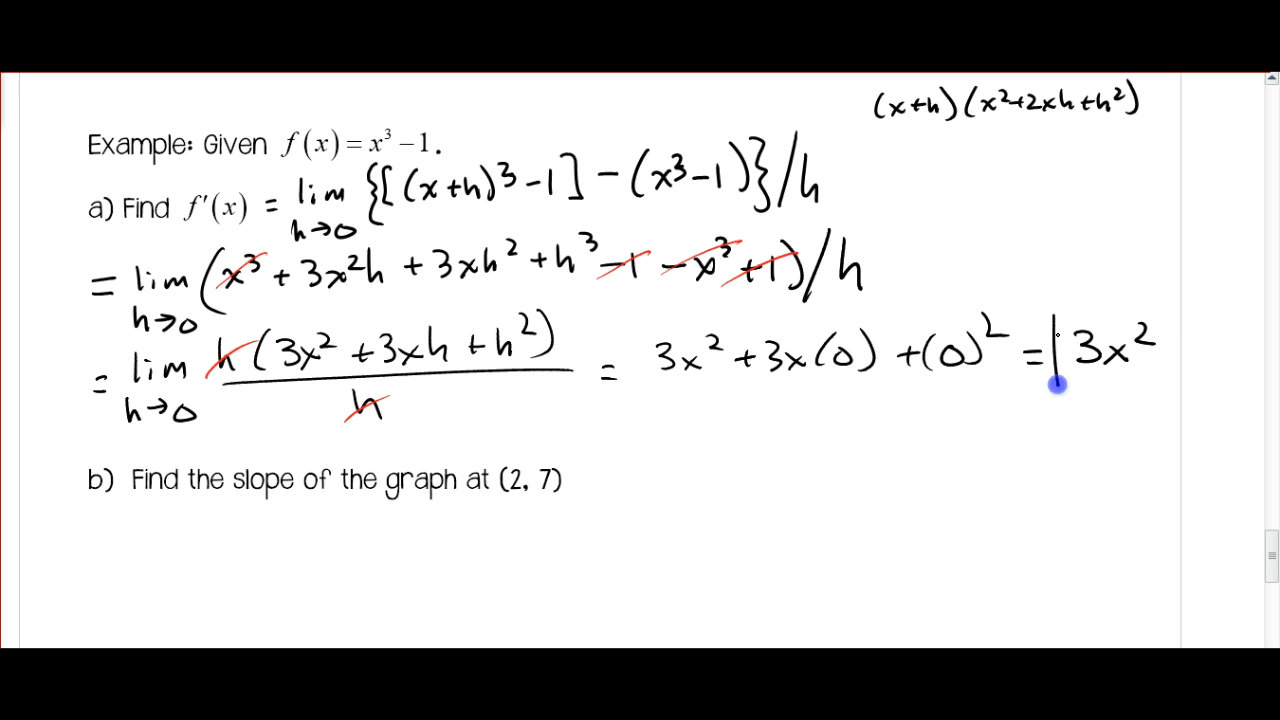 (x+h)(x²+2xh+h²)
Example: Given f(x) = x³ − 1.
a) Find f′(x) = lim h→0 {[(x+h)³−1] − (x³−1)}/h
= lim h→0 (x³ + 3x²h + 3xh² + h³ − 1 − x³ + 1)/h
= lim h→0 h(3x² + 3xh + h²)/h = 3x² + 3x(0) + (0)² = 3x²
b) Find the slope of the graph at (2, 7)